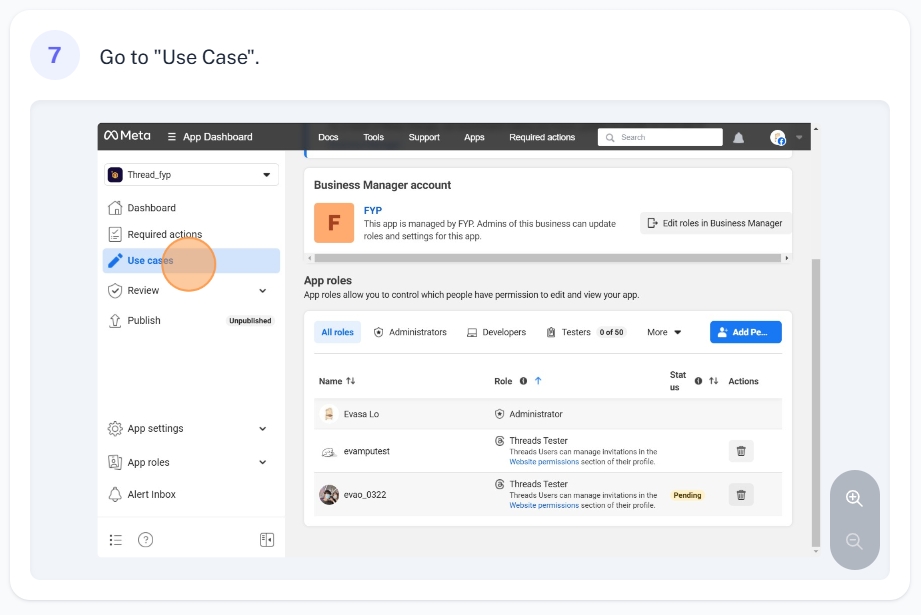 7
Go to "Use Case".
Meta
App Dashboard
Docs
Tools
Support
Apps
Required actions
Search
Thread_fyp
Dashboard
Required actions
Use cases
Review
Publish
Unpublished
App settings
App roles
Alert Inbox
Business Manager account
F
FYP
This app is managed by FYP. Admins of this business can update
roles and settings for this app.
Edit roles in Business Manager
App roles
App roles allow you to control which people have permission to edit and view your app.
All roles
Administrators
Developers
Testers
0 of 50
More
Add Pe...
Name
Role
Stat
us
Actions
Evasa Lo
Administrator
evamputest
Threads Tester
Threads Users can manage invitations in the
Website permissions section of their profile.
evao_0322
Threads Tester
Threads Users can manage invitations in the
Website permissions section of their profile.
Pending